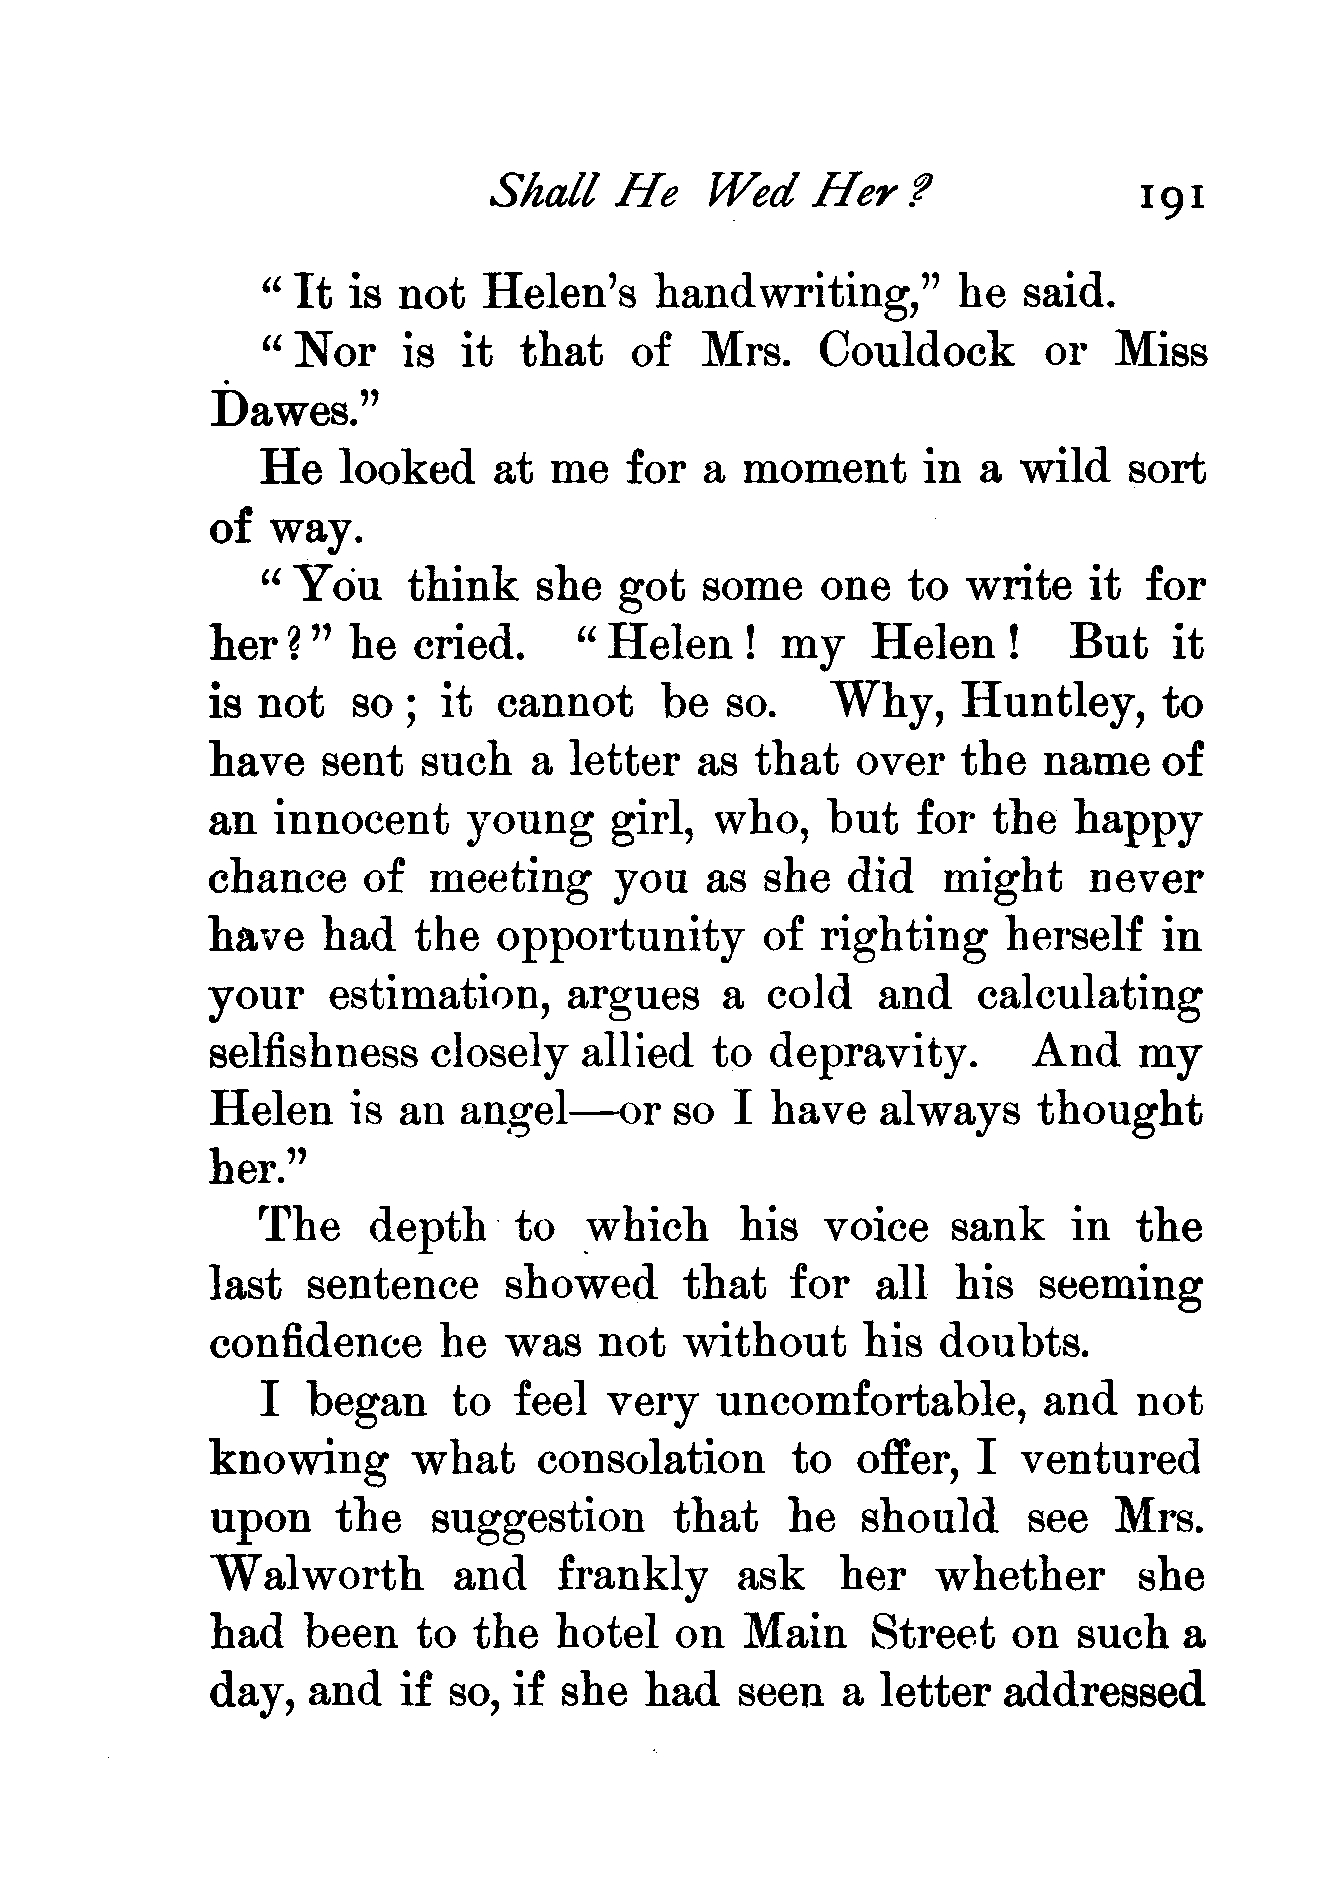 Shall He Wed Her? 191
"It is not Helen's handwriting," he said.
"Nor is it that of Mrs. Couldock or Miss
Dawes."
He looked at me for a moment in a wild sort
of way.
"You think she got some one to write it for
her?" he cried. "Helen! my Helen! But it
is not so; it cannot be so. Why, Huntley, to
have sent such a letter as that over the name of
an innocent young girl, who, but for the happy
chance of meeting you as she did might never
have had the opportunity of righting herself in
your estimation, argues a cold and calculating
selfishness closely allied to depravity. And my
Helen is an angel—or so I have always thought
her."
The depth to which his voice sank in the
last sentence showed that for all his seeming
confidence he was not without his doubts.
I began to feel very uncomfortable, and not
knowing what consolation to offer, I ventured
upon the suggestion that he should see Mrs.
Walworth and frankly ask her whether she
had been to the hotel on Main Street on such a
day, and if so, if she had seen a letter addressed